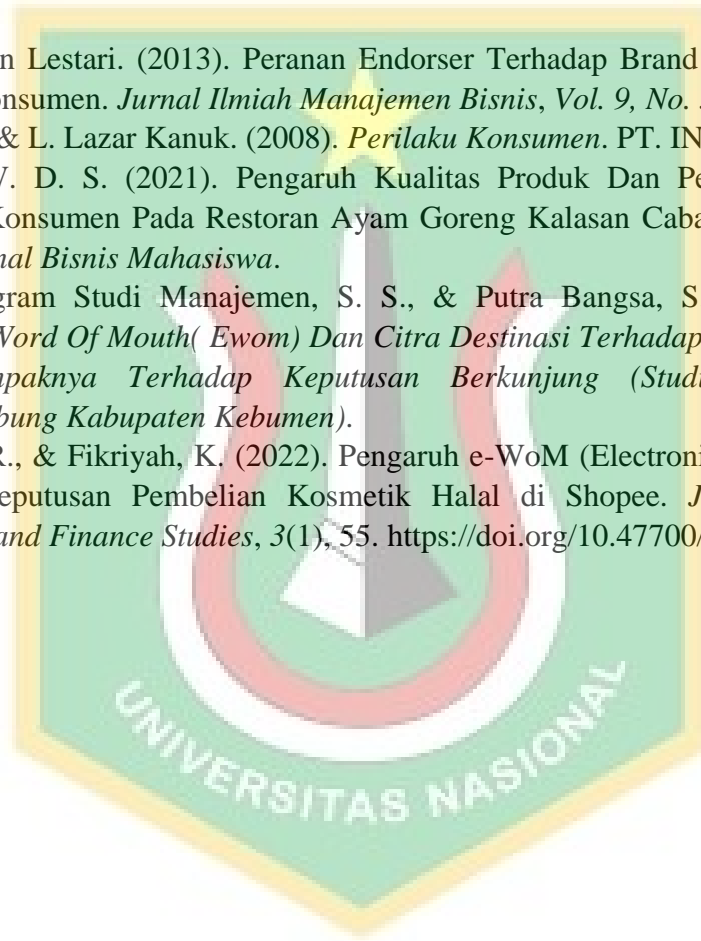 n Lestari. (2013). Peranan Endorser Terhadap Brand
onsumen. Jurnal Ilmiah Manajemen Bisnis, Vol. 9, No.
& L. Lazar Kanuk. (2008). Perilaku Konsumen. PT. IN
. D. S. (2021). Pengaruh Kualitas Produk Dan Pe
Konsumen Pada Restoran Ayam Goreng Kalasan Caba
nal Bisnis Mahasiswa.
gram Studi Manajemen, S. S., & Putra Bangsa, S.
Word Of Mouth( Ewom) Dan Citra Destinasi Terhadap
mpaknya Terhadap Keputusan Berkunjung (Studi
bung Kabupaten Kebumen).
R., & Fikriyah, K. (2022). Pengaruh e-WoM (Electroni
eputusan Pembelian Kosmetik Halal di Shopee. J
and Finance Studies, 3(1), 55. https://doi.org/10.47700/
UNIVERSITAS NASIONAL